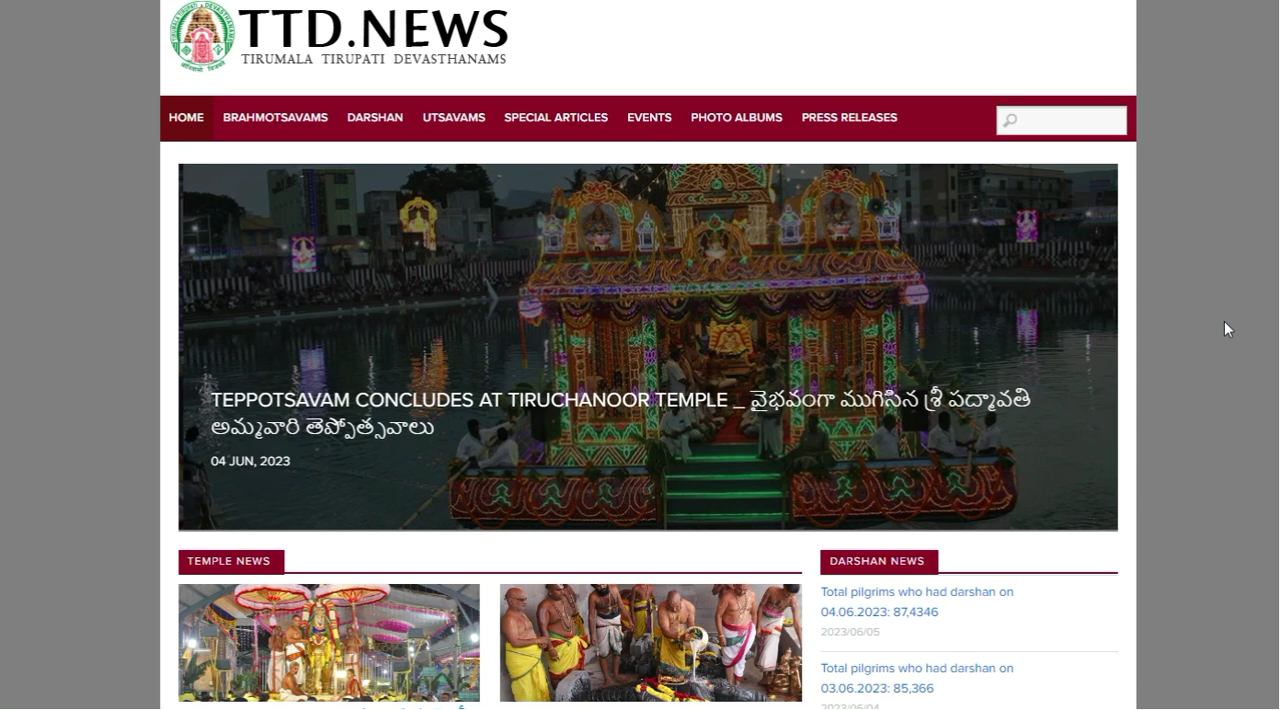 TTD.NEWS
TIRUMALA TIRUPATI DEVASTHANAMS
HOME BRAHMOTSAVAMS DARSHAN UTSAVAMS SPECIAL ARTICLES EVENTS PHOTO ALBUMS PRESS RELEASES
TEPPOTSAVAM CONCLUDES AT TIRUCHANOOR TEMPLE _ వైభవంగా ముగిసిన శ్రీ పద్మావతి
అమ్మవారి తెప్పోత్సవాలు
04 JUN, 2023
TEMPLE NEWS
DARSHAN NEWS
Total pilgrims who had darshan on
04.06.2023: 87,4346
2023/06/05
Total pilgrims who had darshan on
03.06.2023: 85,366
2023/06/04